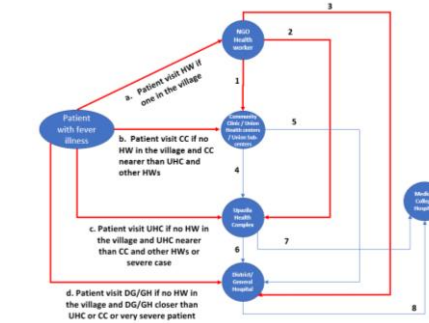 3
NGO
Health
worker
2
a. Patient visit HW if
one in the village
1
Patient
with fever
illness
Community
Clinic / Union
Health centers
/ Union Sub-
centers
5
b. Patient visit CC if no
HW in the village and CC
nearer than UHC and
other HWs
4
Upazila
Health
Complex
c. Patient visit UHC if no HW in
the village and UHC nearer
than CC and other HWs or
severe case
6
7
Hospital
District/
General
Hospital
d. Patient visit DG/GH if no HW in
the village and DG/GH closer than
UHC or CC or very severe patient
8